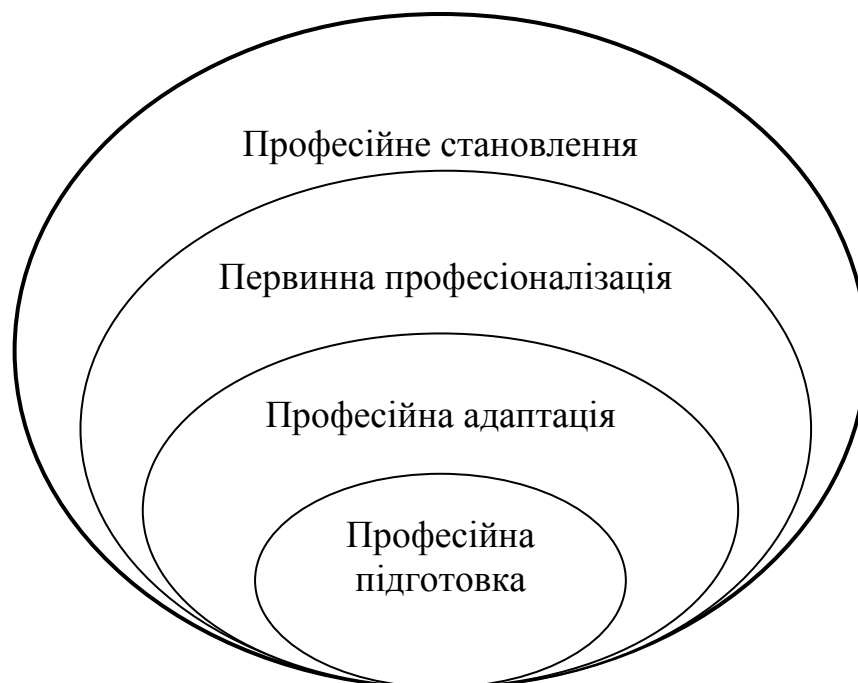 Професійне становлення
Первинна професіоналізація
Професійна адаптація
Професійна
підготовка